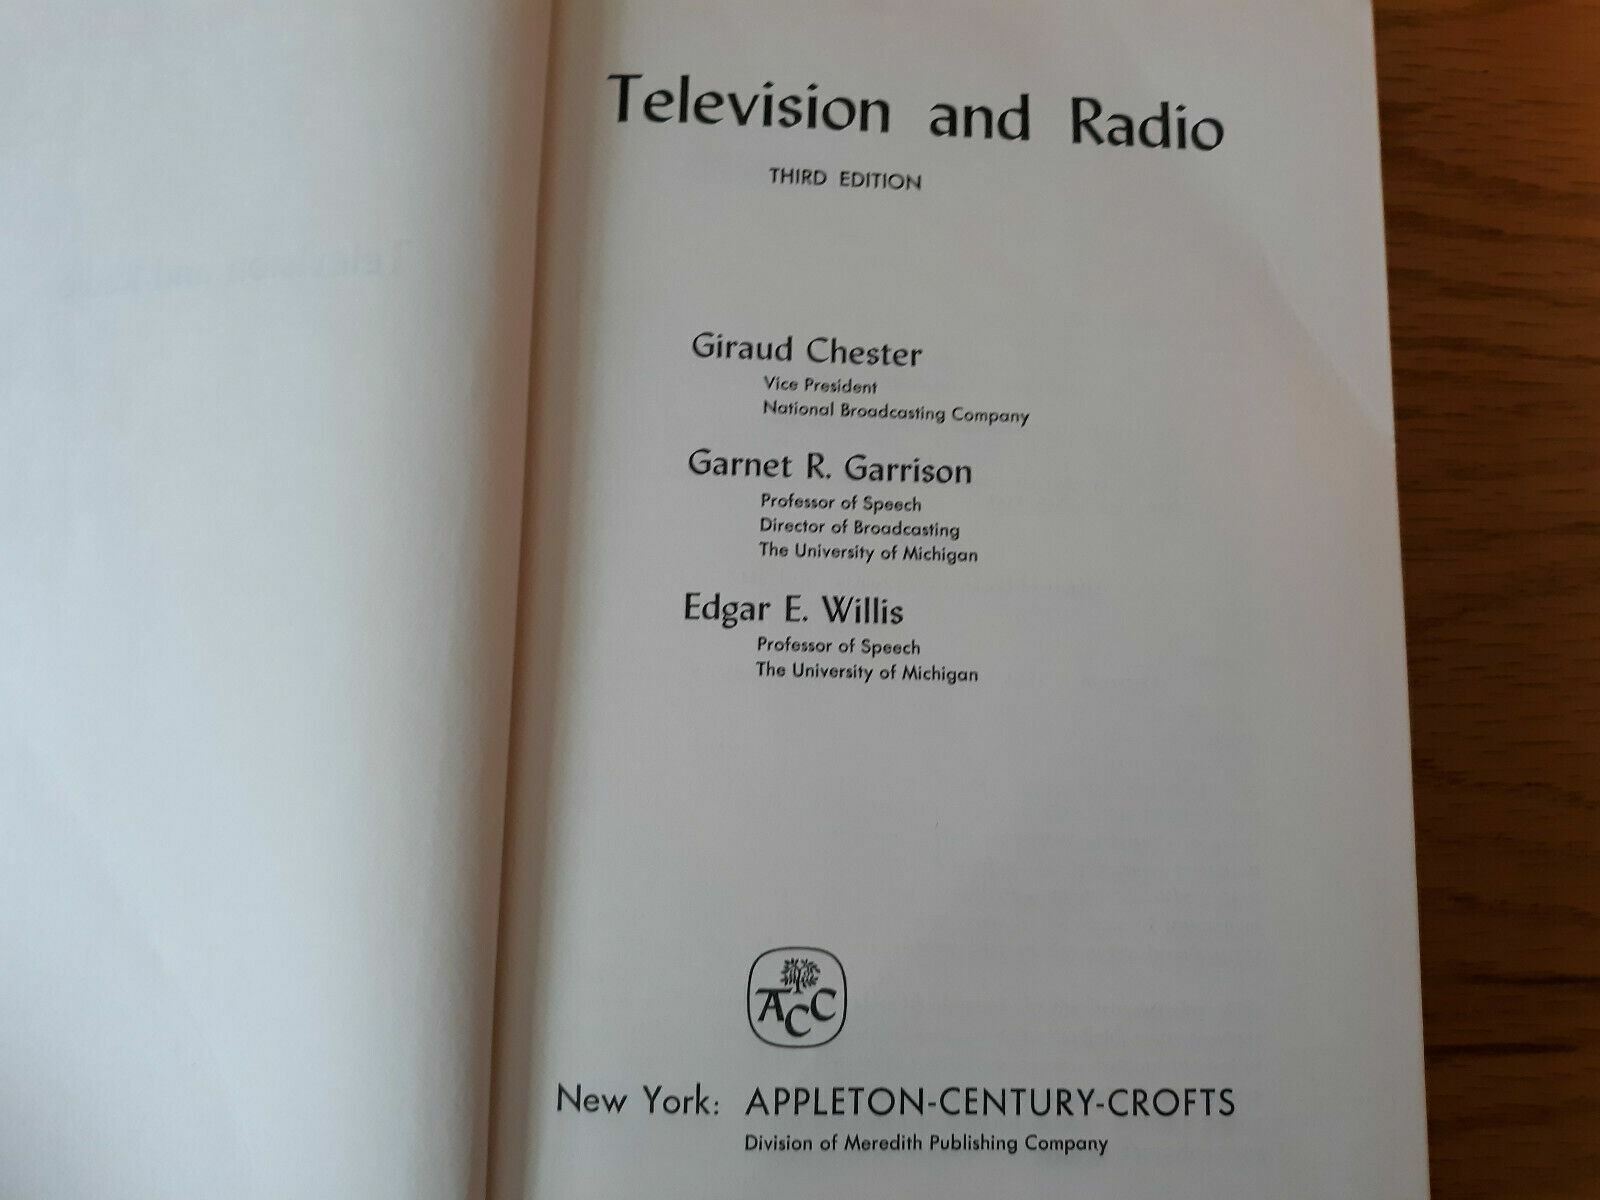 Television and Radio
THIRD EDITION
Giraud Chester
Vice President
National Broadcasting Company
Garnet R. Garrison
Professor of Speech
Director of Broadcasting
The University of Michigan
Edgar E. Willis
Professor of Speech
The University of Michigan
ACC
New York: APPLETON-CENTURY-CROFTS
Division of Meredith Publishing Company